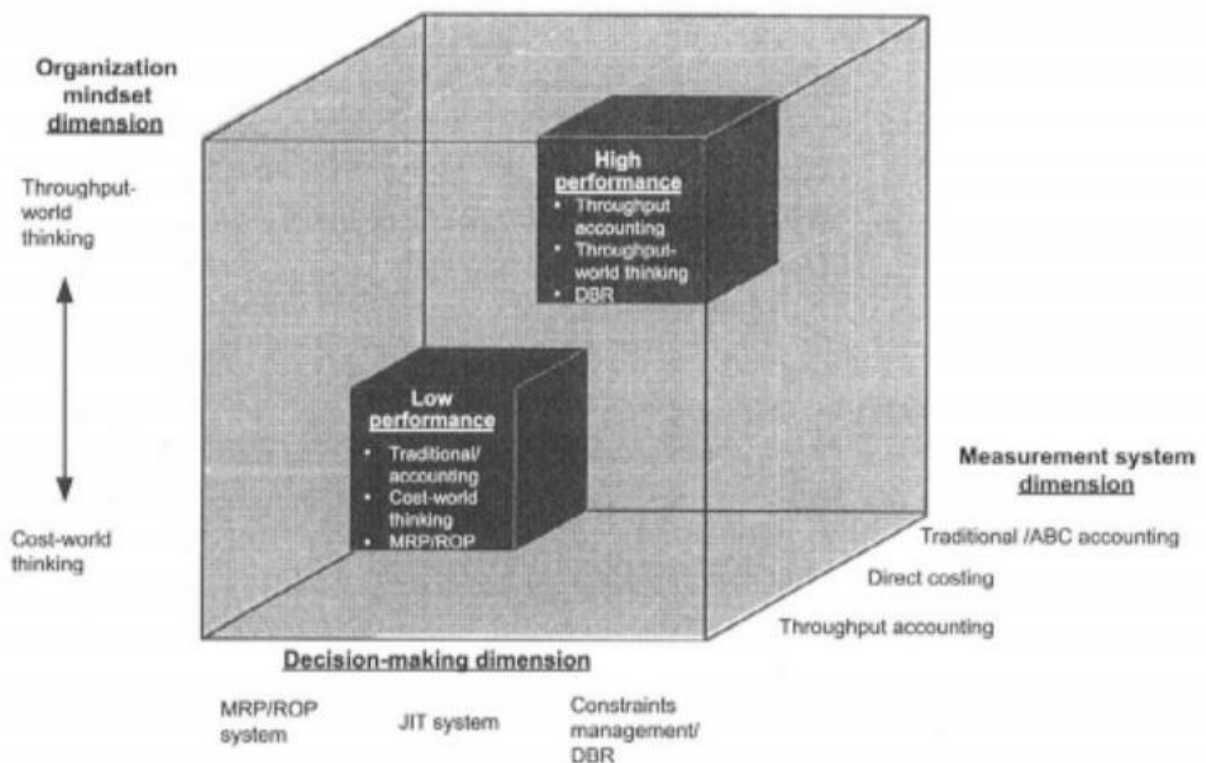 Organization
mindset
dimension
Throughput-
world
thinking
Cost-world
thinking
High
performance
• Throughput
accounting
• Throughput-
world thinking
• DBR
Low
performance
• Traditional/
accounting
• Cost-world
thinking
• MRP/ROP
Measurement system
dimension
Traditional /ABC accounting
Direct costing
Throughput accounting
Decision-making dimension
MRP/ROP
system
JIT system
Constraints
management/
DBR